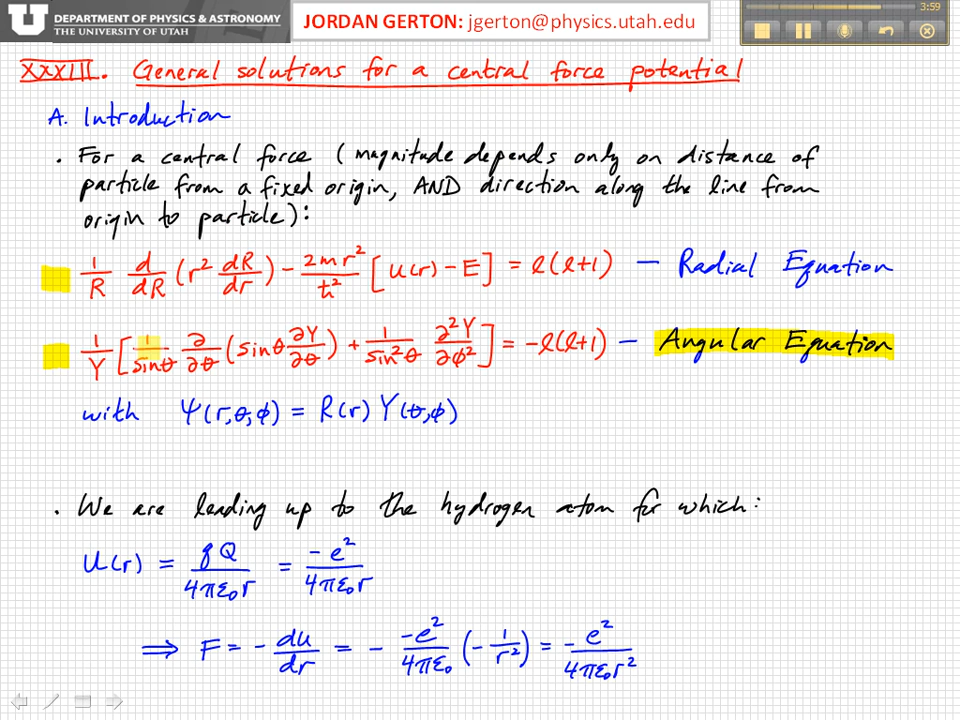 U DEPARTMENT OF PHYSICS & ASTRONOMY
THE UNIVERSITY OF UTAH
JORDAN GERTON: jgerton@physics.utah.edu
3:59
XXXIII. General solutions for a central force potential
A. Introduction
• For a central force (magnitude depends only on distance of
particle from a fixed origin, AND direction along the line from
origin to particle):
1/R d/dR (r² dR/dr) - 2mr²/ħ² [U(r) - E] = l(l+1) — Radial Equation
1/Y [1/sinθ ∂/∂θ (sinθ ∂Y/∂θ) + 1/sin²θ ∂²Y/∂φ²] = -l(l+1) — Angular Equation
with Ψ(r,θ,φ) = R(r) Y(θ,φ)
• We are leading up to the hydrogen atom for which:
U(r) = qQ/4πε₀r = -e²/4πε₀r
⟹ F = - du/dr = - -e²/4πε₀ (- 1/r²) = - e²/4πε₀r²